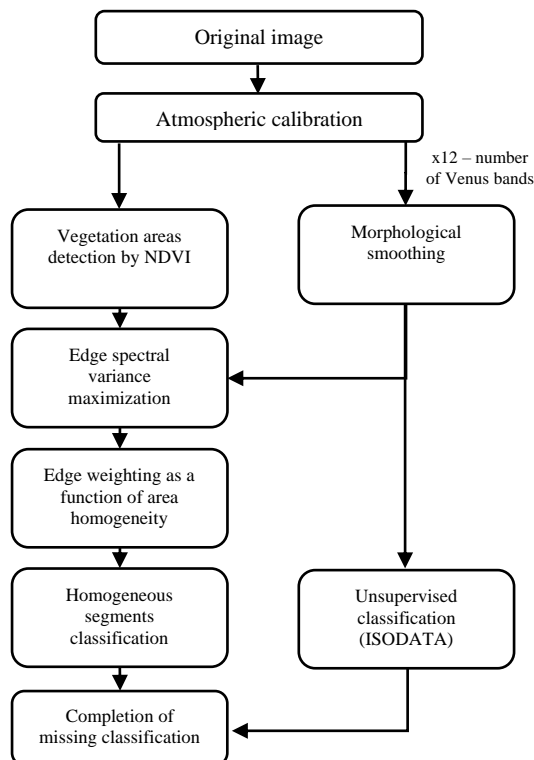 Original image
Atmospheric calibration
x12 – number
of Venus bands
Vegetation areas
detection by NDVI
Morphological
smoothing
Edge spectral
variance
maximization
Edge weighting as a
function of area
homogeneity
Homogeneous
segments
classification
Unsupervised
classification
(ISODATA)
Completion of
missing classification